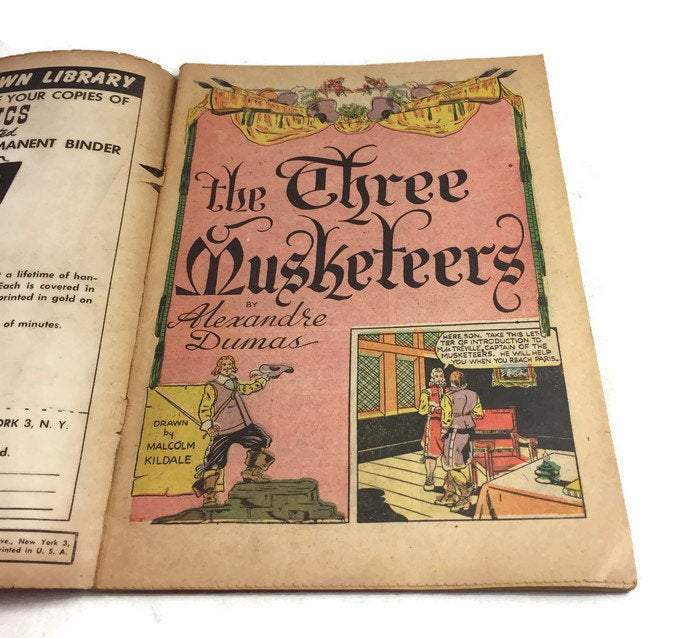 WN LIBRARY
YOUR COPIES OF
ICS
MANENT BINDER
a lifetime of han-
Each is covered in
printed in gold on
of minutes.
ORK 3, N. Y.
d.
ve., New York 3,
rinted in U. S. A.
the Three
Musketeers
BY
Alexandre
Dumas
DRAWN
by
MALCOLM
KILDALE
HERE, SON. TAKE THIS LET-
TER OF INTRODUCTION TO
M. de TREVILLE, CAPTAIN OF THE
MUSKETEERS. HE WILL HELP
YOU WHEN YOU REACH PARIS.